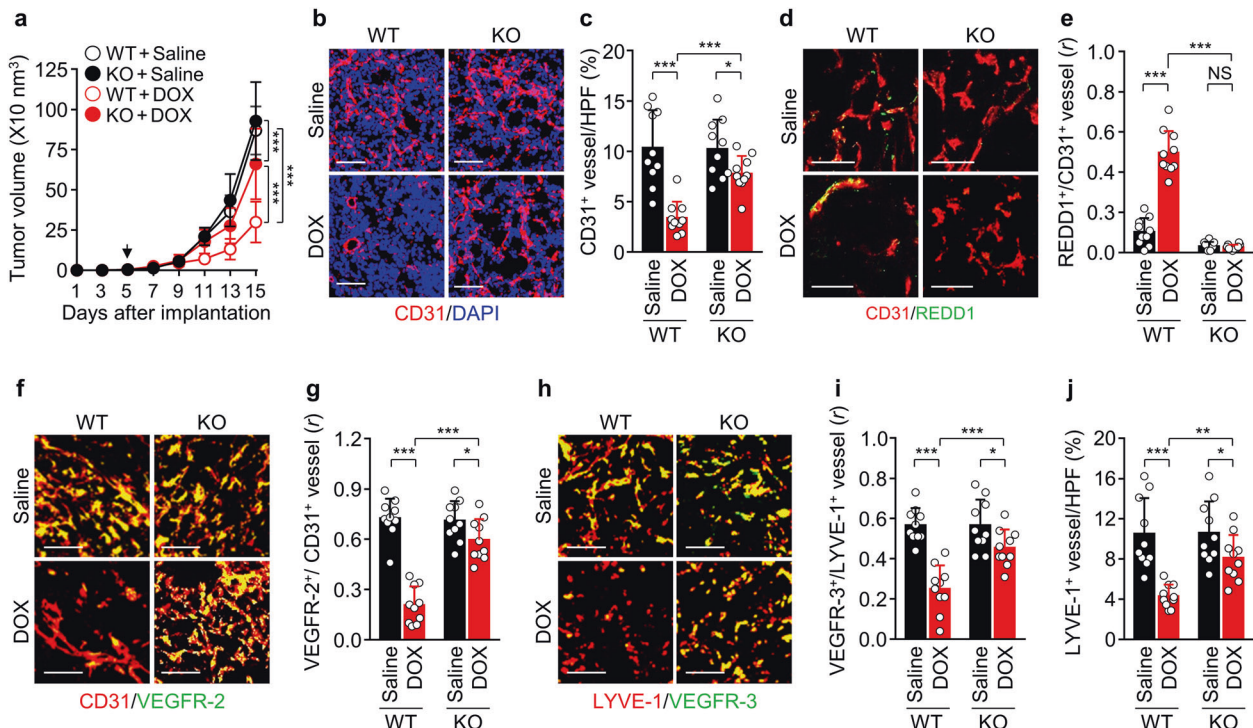 a
WT + Saline
KO + Saline
WT + DOX
KO + DOX
Tumor volume (X10 nm³)
125
100
75
50
25
0
***
***
***
***
1 3 5 7 9 11 13 15
Days after implantation
b
WT KO
Saline
DOX
CD31/DAPI
c
CD31⁺ vessel/HPF (%)
20
15
10
5
0
***
*** *
Saline DOX Saline DOX
WT KO
d
WT KO
Saline
DOX
CD31/REDD1
e
REDD1⁺/CD31⁺ vessel (r)
0.8
0.6
0.4
0.2
0.0
***
*** NS
Saline DOX Saline DOX
WT KO
f
WT KO
Saline
DOX
CD31/VEGFR-2
g
VEGFR-2⁺/ CD31⁺ vessel (r)
1.2
0.9
0.6
0.3
0.0
***
*** *
Saline DOX Saline DOX
WT KO
h
WT KO
Saline
DOX
LYVE-1/VEGFR-3
i
VEGFR-3⁺/LYVE-1⁺ vessel (r)
1.0
0.8
0.6
0.4
0.2
0.0
***
*** *
Saline DOX Saline DOX
WT KO
j
LYVE-1⁺ vessel/HPF (%)
20
16
12
8
4
0
**
*** *
Saline DOX Saline DOX
WT KO